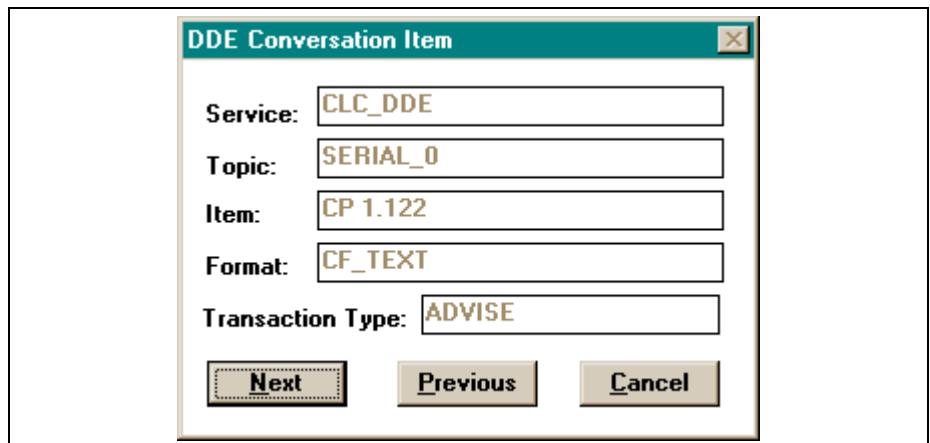 DDE Conversation Item
Service: CLC_DDE
Topic: SERIAL_0
Item: CP 1.122
Format: CF_TEXT
Transaction Type: ADVISE
Next Previous Cancel